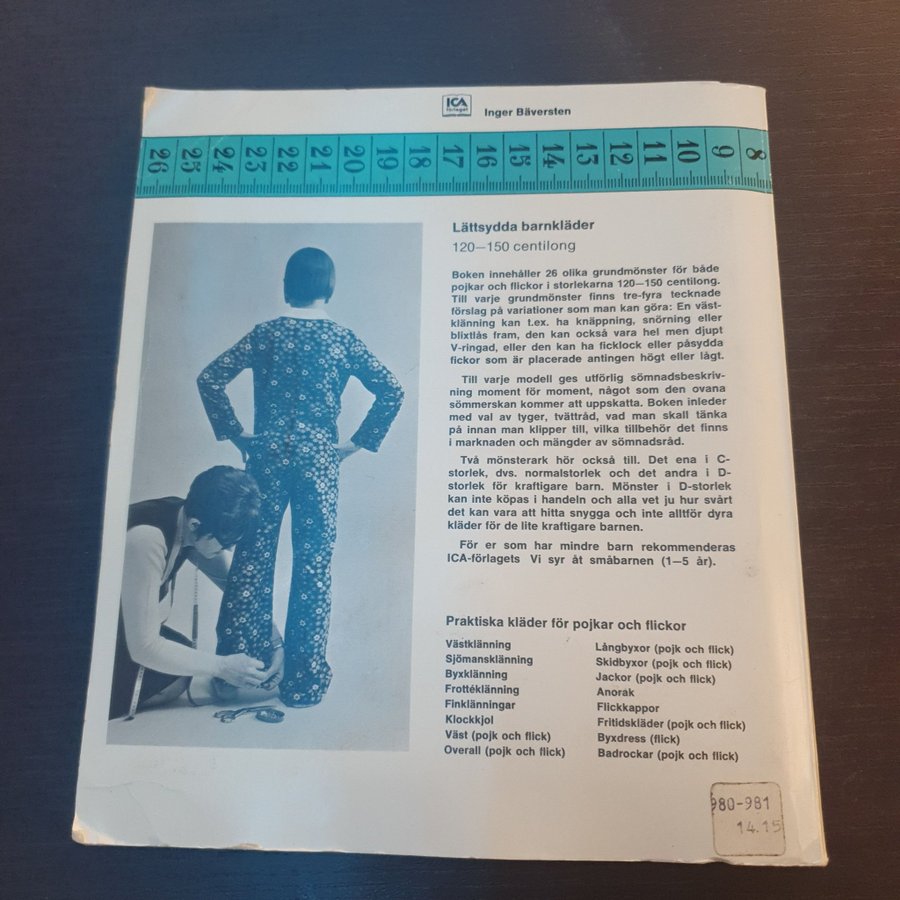 ICA
förlaget
Inger Bäversten
26 25 24 23 22 21 20 19 18 17 16 15 14 13 12 11 10 9 8
Lättsydda barnkläder
120—150 centilong
Boken innehåller 26 olika grundmönster för både
pojkar och flickor i storlekarna 120—150 centilong.
Till varje grundmönster finns tre-fyra tecknade
förslag på variationer som man kan göra: En väst-
klänning kan t.ex. ha knäppning, snörning eller
blixtlås fram, den kan också vara hel men djupt
V-ringad, eller den kan ha ficklock eller påsydda
fickor som är placerade antingen högt eller lågt.
Till varje modell ges utförlig sömnadsbeskriv-
ning moment för moment, något som den ovana
sömmerskan kommer att uppskatta. Boken inleder
med val av tyger, tvättråd, vad man skall tänka
på innan man klipper till, vilka tillbehör det finns
i marknaden och mängder av sömnadsråd.
Två mönsterark hör också till. Det ena i C-
storlek, dvs. normalstorlek och det andra i D-
storlek för kraftigare barn. Mönster i D-storlek
kan inte köpas i handeln och alla vet ju hur svårt
det kan vara att hitta snygga och inte alltför dyra
kläder för de lite kraftigare barnen.
För er som har mindre barn rekommenderas
ICA-förlagets Vi syr åt småbarnen (1—5 år).
Praktiska kläder för pojkar och flickor
Västklänning
Sjömansklänning
Byxklänning
Frottéklänning
Finklänningar
Klockkjol
Väst (pojk och flick)
Overall (pojk och flick)
Långbyxor (pojk och flick)
Skidbyxor (pojk och flick)
Jackor (pojk och flick)
Anorak
Flickkappor
Fritidskläder (pojk och flick)
Byxdress (flick)
Badrockar (pojk och flick)
980-981
14.15